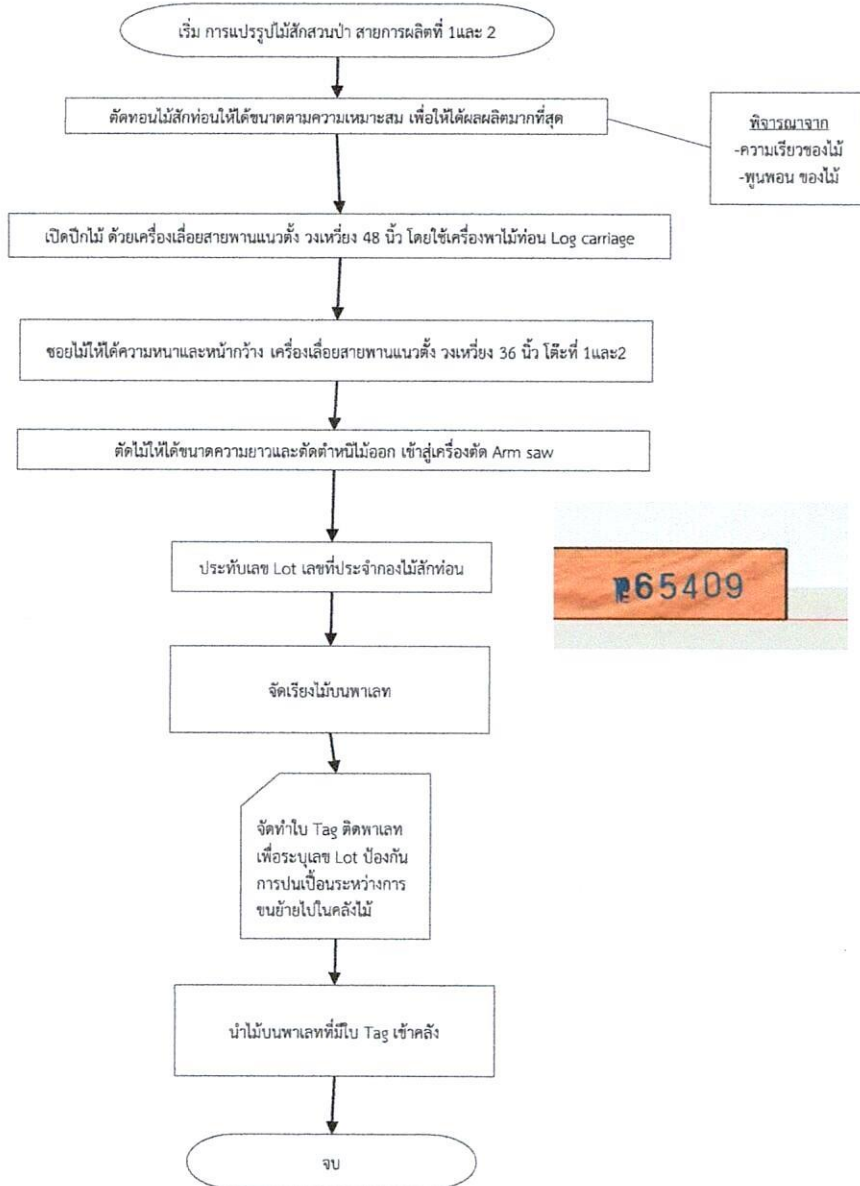 เริ่ม การแปรรูปไม้สักสวนป่า สายการผลิตที่ 1และ 2
ตัดทอนไม้สักท่อนให้ได้ขนาดตามความเหมาะสม เพื่อให้ได้ผลผลิตมากที่สุด
พิจารณาจาก
-ความเรียวของไม้
-พูนพอน ของไม้
เปิดปีกไม้ ด้วยเครื่องเลื่อยสายพานแนวตั้ง วงเหวี่ยง 48 นิ้ว โดยใช้เครื่องพาไม้ท่อน Log carriage
ซอยไม้ให้ได้ความหนาและหน้ากว้าง เครื่องเลื่อยสายพานแนวตั้ง วงเหวี่ยง 36 นิ้ว โต๊ะที่ 1และ2
ตัดไม้ให้ได้ขนาดความยาวและตัดตำหนิไม้ออก เข้าสู่เครื่องตัด Arm saw
ประทับเลข Lot เลขที่ประจำกองไม้สักท่อน
65409
จัดเรียงไม้บนพาเลท
จัดทำใบ Tag ติดพาเลท
เพื่อระบุเลข Lot ป้องกัน
การปนเปื้อนระหว่างการ
ขนย้ายไปในคลังไม้
นำไม้บนพาเลทที่มีใบ Tag เข้าคลัง
จบ